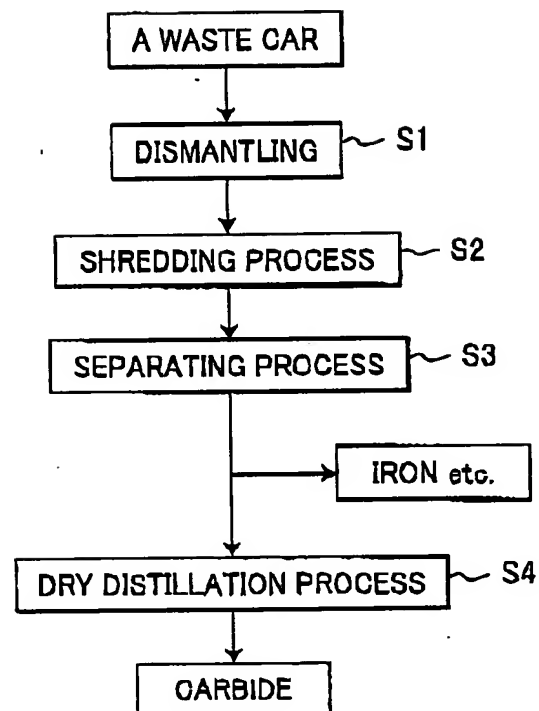 A WASTE CAR
DISMANTLING
S1
SHREDDING PROCESS
S2
SEPARATING PROCESS
S3
IRON etc.
DRY DISTILLATION PROCESS
S4
CARBIDE